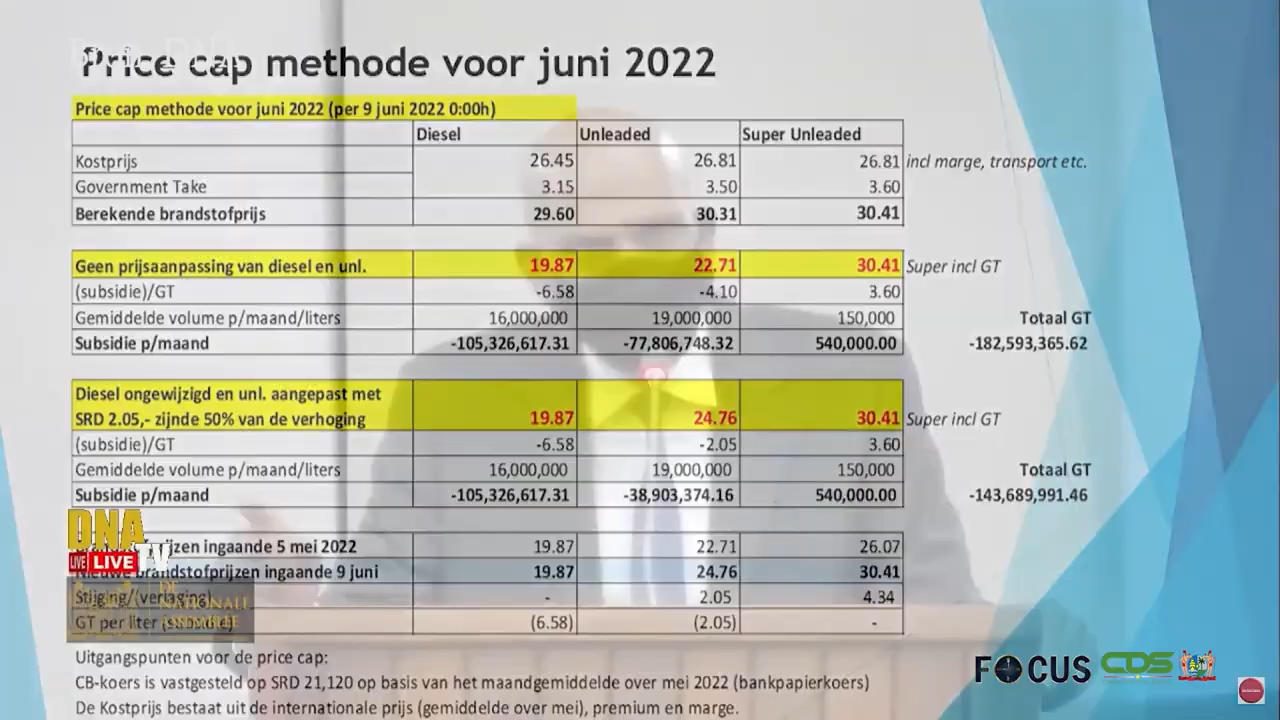 Price cap methode voor juni 2022
Price cap methode voor juni 2022 (per 9 juni 2022 0:00h)
Diesel Unleaded Super Unleaded
Kostprijs 26.45 26.81 26.81 incl marge, transport etc.
Government Take 3.15 3.50 3.60
Berekende brandstofprijs 29.60 30.31 30.41
Geen prijsaanpassing van diesel en unl. 19.87 22.71 30.41 Super incl GT
(subsidie)/GT -6.58 -4.10 3.60
Gemiddelde volume p/maand/liters 16,000,000 19,000,000 150,000 Totaal GT
Subsidie p/maand -105,326,617.31 -77,806,748.32 540,000.00 -182,593,365.62
Diesel ongewijzigd en unl. aangepast met
SRD 2.05,- zijnde 50% van de verhoging 19.87 24.76 30.41 Super incl GT
(subsidie)/GT -6.58 -2.05 3.60
Gemiddelde volume p/maand/liters 16,000,000 19,000,000 150,000 Totaal GT
Subsidie p/maand -105,326,617.31 -38,903,374.16 540,000.00 -143,689,991.46
ingaande 5 mei 2022 19.87 22.71 26.07
Nieuwe brandstofprijzen ingaande 9 juni 19.87 24.76 30.41
Stijging/(verlaging) - 2.05 4.34
GT per liter (subsidie) (6.58) (2.05) -
DNA
LIVE LIVE TV
DE
NATIONALE
ASSEMBLEE
Uitgangspunten voor de price cap:
CB-koers is vastgesteld op SRD 21,120 op basis van het maandgemiddelde over mei 2022 (bankpapierkoers)
De Kostprijs bestaat uit de internationale prijs (gemiddelde over mei), premium en marge.
FOCUS CDS